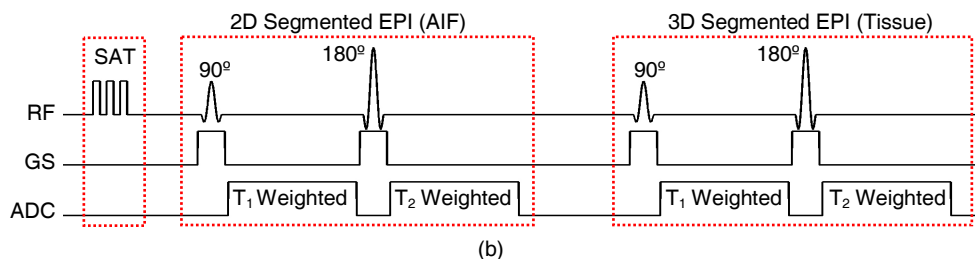 2D Segmented EPI (AIF) 3D Segmented EPI (Tissue)
SAT
90º 180º 90º 180º
RF
GS
ADC T1 Weighted T2 Weighted T1 Weighted T2 Weighted
(b)